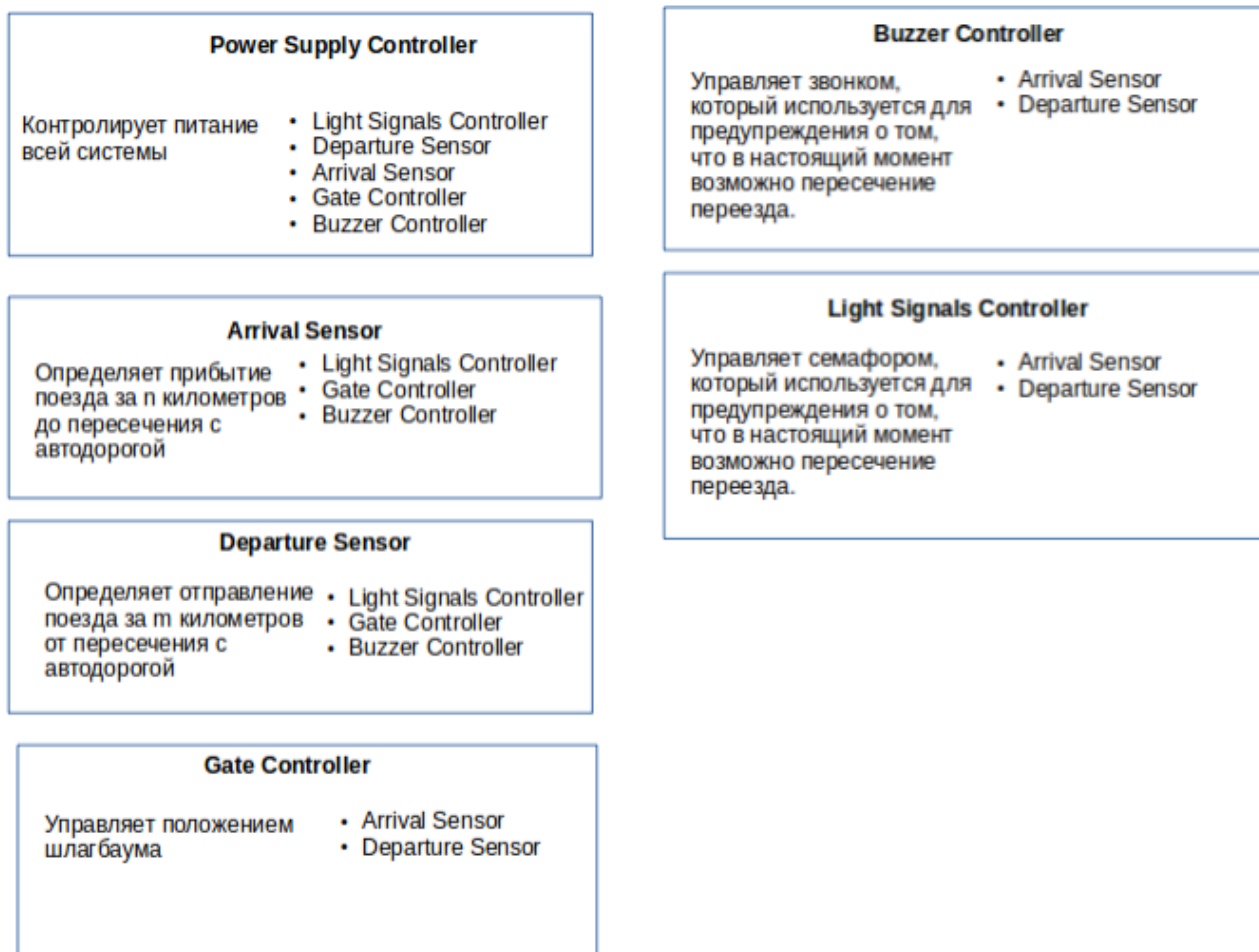 Power Supply Controller
Контролирует питание
всей системы
• Light Signals Controller
• Departure Sensor
• Arrival Sensor
• Gate Controller
• Buzzer Controller
Arrival Sensor
Определяет прибытие
поезда за n километров
до пересечения с
автодорогой
• Light Signals Controller
• Gate Controller
• Buzzer Controller
Departure Sensor
Определяет отправление
поезда за m километров
от пересечения с
автодорогой
• Light Signals Controller
• Gate Controller
• Buzzer Controller
Gate Controller
Управляет положением
шлагбаума
• Arrival Sensor
• Departure Sensor
Buzzer Controller
Управляет звонком,
который используется для
предупреждения о том,
что в настоящий момент
возможно пересечение
переезда.
• Arrival Sensor
• Departure Sensor
Light Signals Controller
Управляет семафором,
который используется для
предупреждения о том,
что в настоящий момент
возможно пересечение
переезда.
• Arrival Sensor
• Departure Sensor